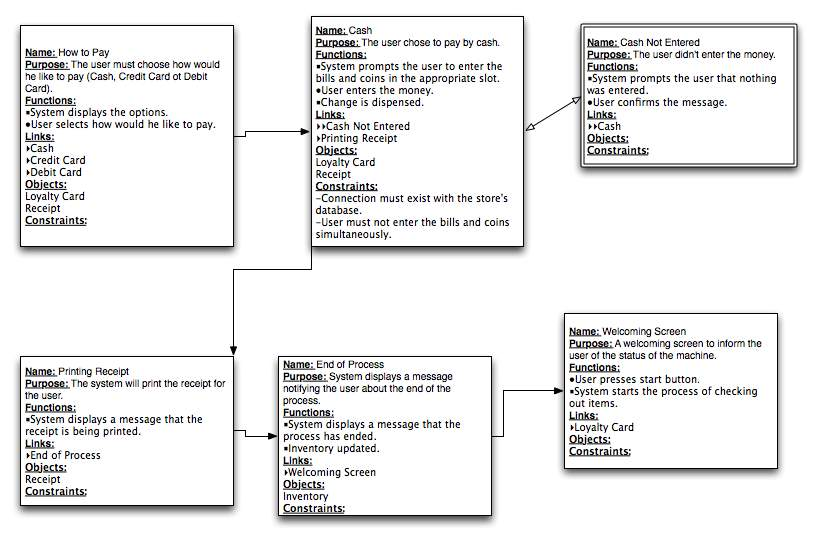 Name: How to Pay
Purpose: The user must choose how would
he like to pay (Cash, Credit Card ot Debit
Card).
Functions:
▪System displays the options.
●User selects how would he like to pay.
Links:
‣Cash
‣Credit Card
‣Debit Card
Objects:
Loyalty Card
Receipt
Constraints:
Name: Cash
Purpose: The user chose to pay by cash.
Functions:
▪System prompts the user to enter the
bills and coins in the appropriate slot.
●User enters the money.
▪Change is dispensed.
Links:
‣‣Cash Not Entered
‣Printing Receipt
Objects:
Loyalty Card
Receipt
Constraints:
-Connection must exist with the store's
database.
-User must not enter the bills and coins
simultaneously.
Name: Cash Not Entered
Purpose: The user didn't enter the money.
Functions:
▪System prompts the user that nothing
was entered.
●User confirms the message.
Links:
‣‣Cash
Objects:
Constraints:
Name: Printing Receipt
Purpose: The system will print the receipt for
the user.
Functions:
▪System displays a message that the
receipt is being printed.
Links:
‣End of Process
Objects:
Receipt
Constraints:
Name: End of Process
Purpose: System displays a message
notifying the user about the end of the
process.
Functions:
▪System displays a message that the
process has ended.
▪Inventory updated.
Links:
‣Welcoming Screen
Objects:
Inventory
Constraints:
Name: Welcoming Screen
Purpose: A welcoming screen to inform the
user of the status of the machine.
Functions:
●User presses start button.
▪System starts the process of checking
out items.
Links:
‣Loyalty Card
Objects:
Constraints: